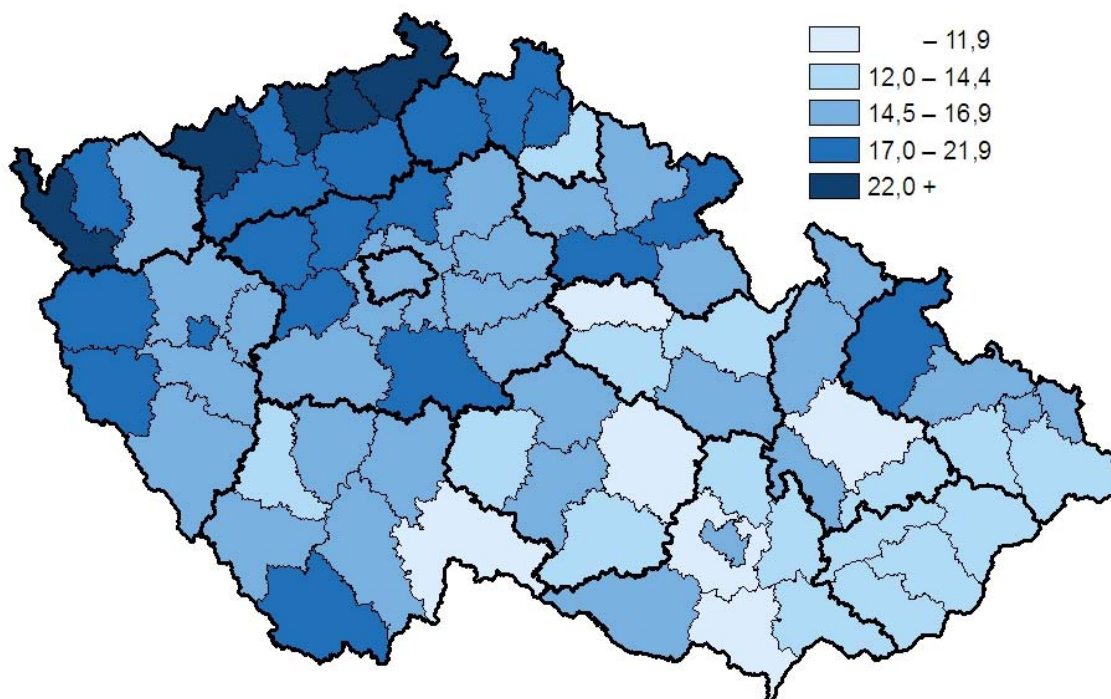 – 11,9
12,0 – 14,4
14,5 – 16,9
17,0 – 21,9
22,0 +